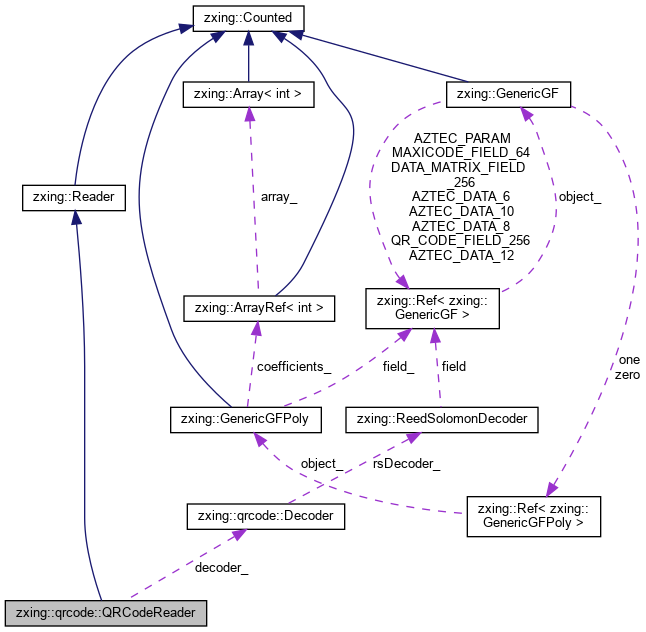 zxing::Counted
zxing::Array< int >
zxing::GenericGF
AZTEC_PARAM
MAXICODE_FIELD_64
DATA_MATRIX_FIELD
_256
AZTEC_DATA_6
AZTEC_DATA_10
AZTEC_DATA_8
QR_CODE_FIELD_256
AZTEC_DATA_12
object_
zxing::Reader
array_
zxing::ArrayRef< int >
zxing::Ref< zxing::
GenericGF >
coefficients_
field_
field
one
zero
zxing::GenericGFPoly
zxing::ReedSolomonDecoder
object_
rsDecoder_
zxing::qrcode::Decoder
zxing::Ref< zxing::
GenericGFPoly >
decoder_
zxing::qrcode::QRCodeReader